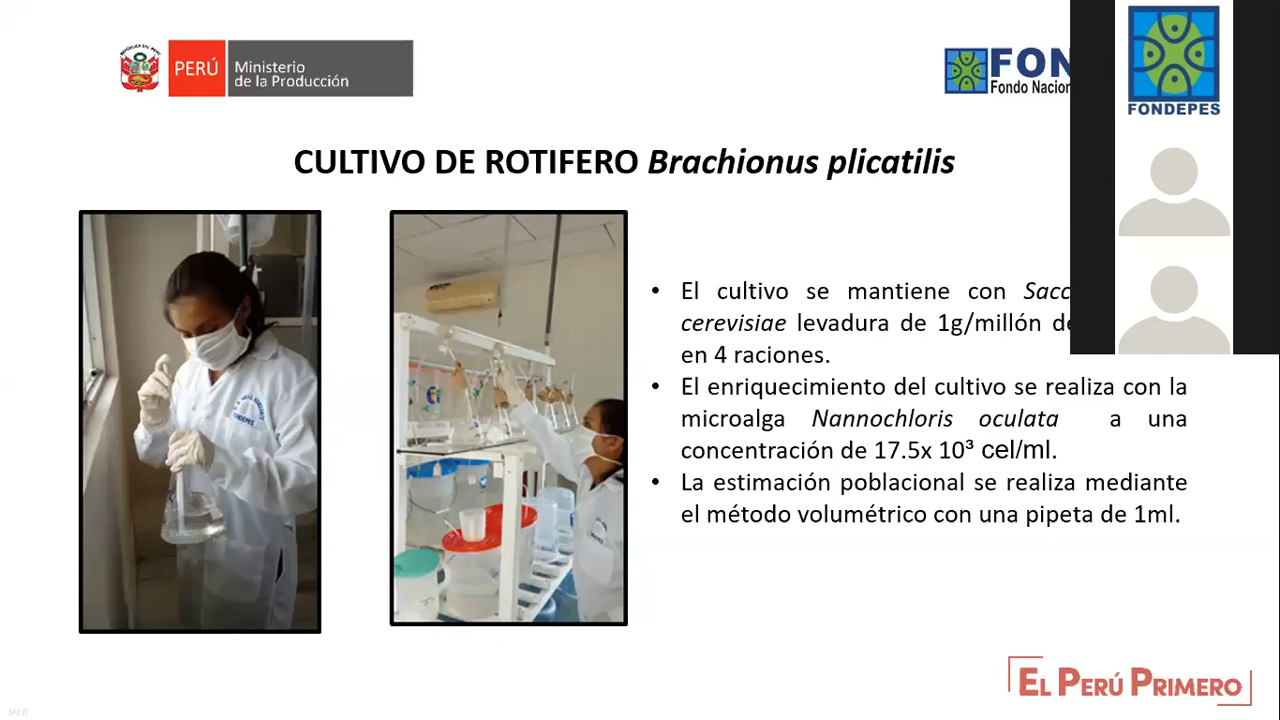 PERÚ
Ministerio
de la Producción
FON
Fondo Nacion
FONDEPES
CULTIVO DE ROTIFERO Brachionus plicatilis
• El cultivo se mantiene con Sacc
cerevisiae levadura de 1g/millón de
en 4 raciones.
• El enriquecimiento del cultivo se realiza con la
microalga Nannochloris oculata a una
concentración de 17.5x 10³ cel/ml.
• La estimación poblacional se realiza mediante
el método volumétrico con una pipeta de 1ml.
FONDEPES
EL PERÚ PRIMERO